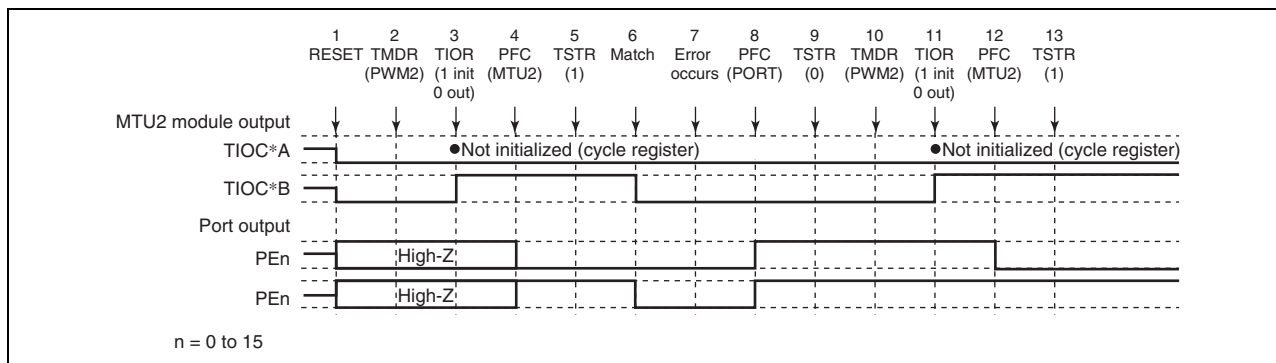 1 2 3 4 5 6 7 8 9 10 11 12 13
RESET TMDR TIOR PFC TSTR Match Error PFC TSTR TMDR TIOR PFC TSTR
(PWM2) (1 init (MTU2) (1) occurs (PORT) (0) (PWM2) (1 init (MTU2) (1)
0 out) 0 out)
MTU2 module output
TIOC*A ●Not initialized (cycle register) ●Not initialized (cycle register)
TIOC*B
Port output
PEn High-Z
PEn High-Z
n = 0 to 15